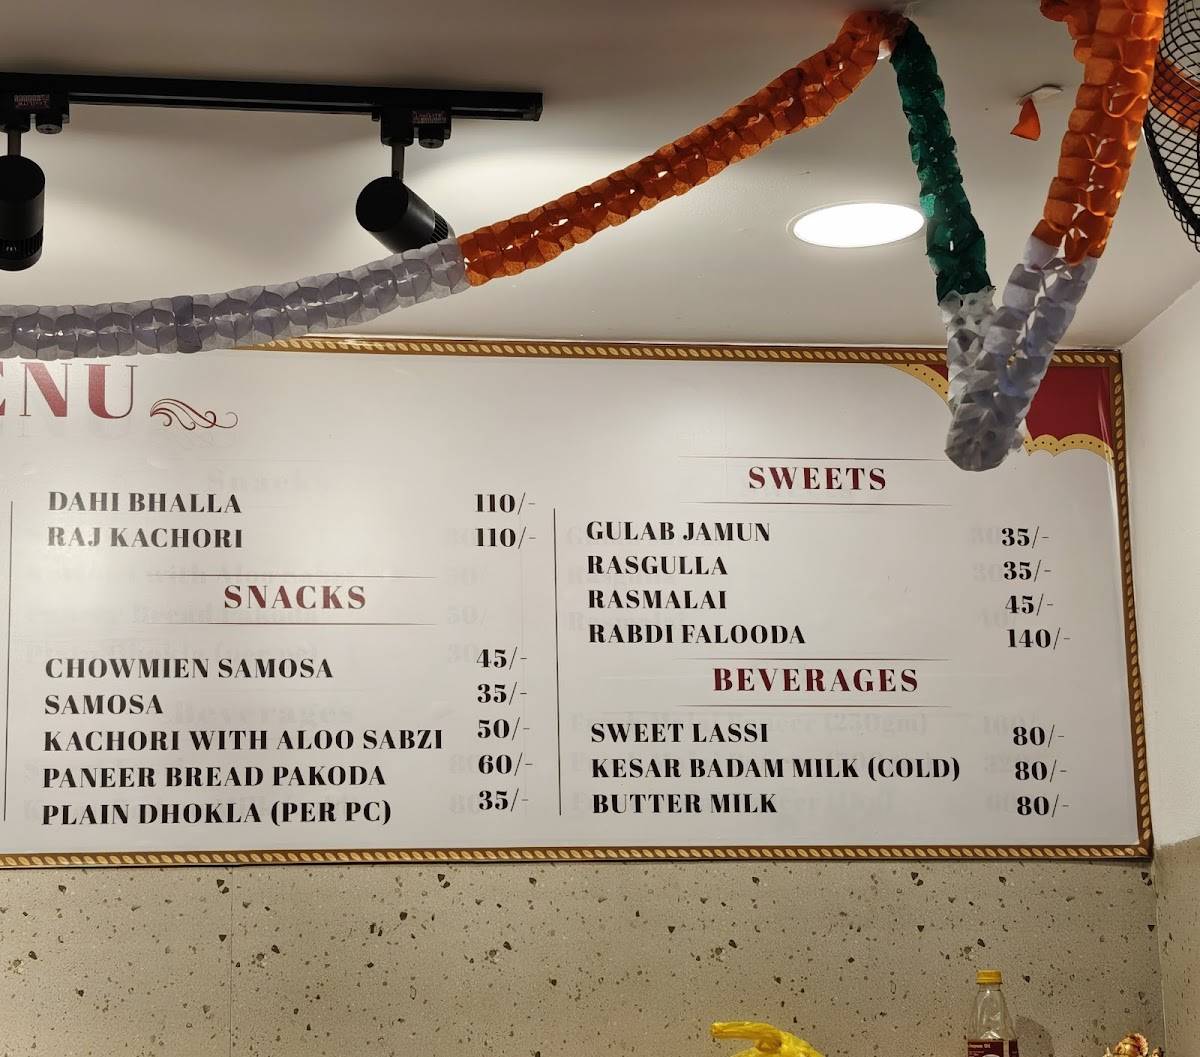 ENU
DAHI BHALLA 110/-
RAJ KACHORI 110/-
SNACKS
CHOWMIEN SAMOSA 45/-
SAMOSA 35/-
KACHORI WITH ALOO SABZI 50/-
PANEER BREAD PAKODA 60/-
PLAIN DHOKLA (PER PC) 35/-
SWEETS
GULAB JAMUN 35/-
RASGULLA 35/-
RASMALAI 45/-
RABDI FALOODA 140/-
BEVERAGES
SWEET LASSI 80/-
KESAR BADAM MILK (COLD) 80/-
BUTTER MILK 80/-